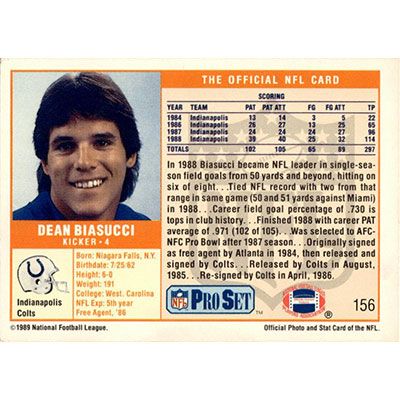 THE OFFICIAL NFL CARD
SCORING
YEAR TEAM PAT PAT ATT FG FG ATT TP
1984 Indianapolis 13 14 3 5 22
1986 Indianapolis 26 27 13 25 65
1987 Indianapolis 24 24 24 27 96
1988 Indianapolis 39 40 25 32 114
TOTALS 102 105 65 89 297
In 1988 Biasucci became NFL leader in single-sea-
son field goals from 50 yards and beyond, hitting on
six of eight...Tied NFL record with two from that
range in same game (50 and 51 yards against Miami)
in 1988...Career field goal percentage of .730 is
tops in club history...Finished 1988 with career PAT
average of .971 (102 of 105)...Was selected to AFC-
NFC Pro Bowl after 1987 season...Originally signed
as free agent by Atlanta in 1984, then released and
signed by Colts...Released by Colts in August,
1985...Re-signed by Colts in April, 1986.
DEAN BIASUCCI
KICKER • 4
Indianapolis
Colts
Born: Niagara Falls, N.Y.
Birthdate: 7/25/62
Height: 6-0
Weight: 191
College: West. Carolina
NFL Exp: 5th year
Free Agent, '86
NFL PRO SET ™
®
156
©1989 National Football League.
Official Photo and Stat Card of the NFL.